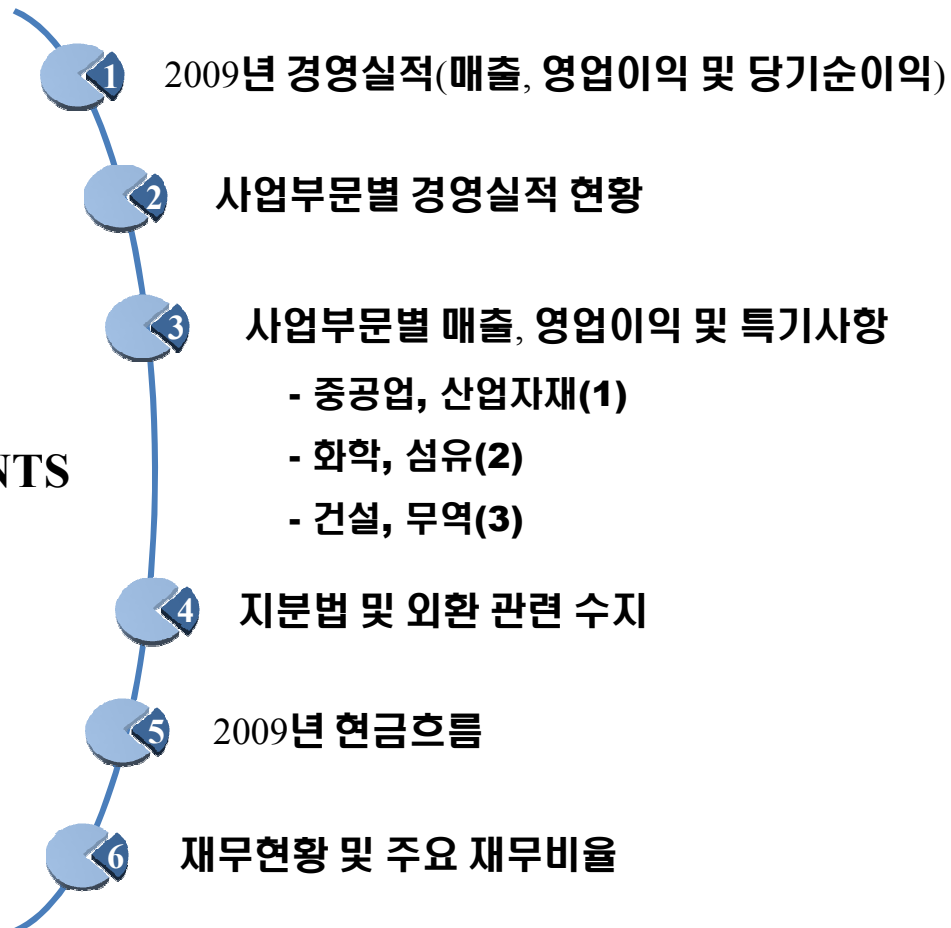 1 2009년 경영실적(매출, 영업이익 및 당기순이익)
2 사업부문별 경영실적 현황
3 사업부문별 매출, 영업이익 및 특기사항
- 중공업, 산업자재(1)
- 화학, 섬유(2)
- 건설, 무역(3)
NTS
4 지분법 및 외환 관련 수지
5 2009년 현금흐름
6 재무현황 및 주요 재무비율